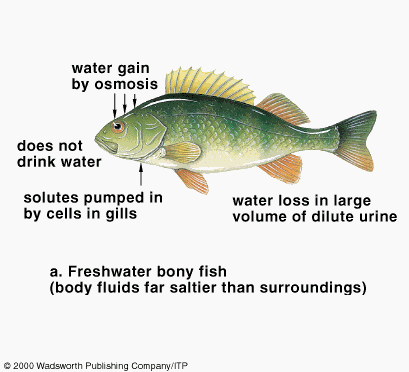 water gain
by osmosis
does not
drink water
solutes pumped in
by cells in gills
water loss in large
volume of dilute urine
a. Freshwater bony fish
(body fluids far saltier than surroundings)
© 2000 Wadsworth Publishing Company/ITP